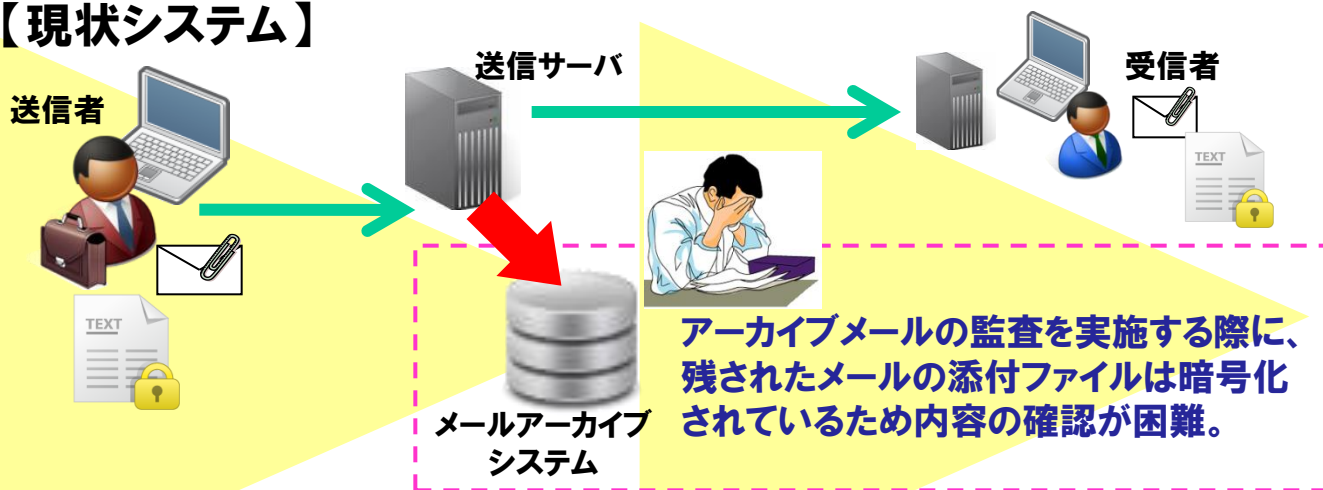 【現状システム】
送信者
送信サーバ
受信者
TEXT
TEXT
アーカイブメールの監査を実施する際に、
残されたメールの添付ファイルは暗号化
されているため内容の確認が困難。
メールアーカイブ
システム